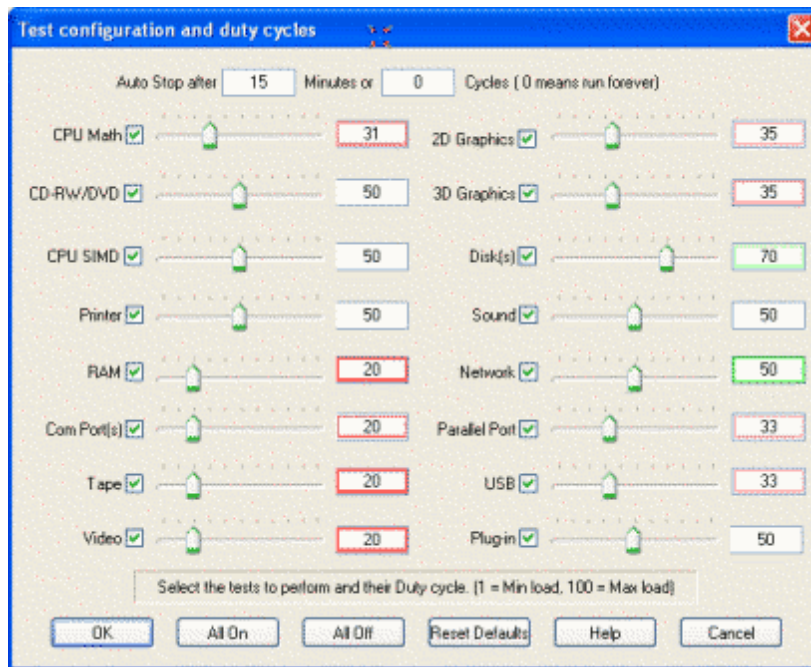 Test configuration and duty cycles
Auto Stop after 15 Minutes or 0 Cycles ( 0 means run forever)
CPU Math 31 2D Graphics 35
CD-RW/DVD 50 3D Graphics 35
CPU SIMD 50 Disk(s) 70
Printer 50 Sound 50
RAM 20 Network 50
Com Port(s) 20 Parallel Port 33
Tape 20 USB 33
Video 20 Plug-in 50
Select the tests to perform and their Duty cycle. (1 = Min load, 100 = Max load)
OK All On All Off Reset Defaults Help Cancel